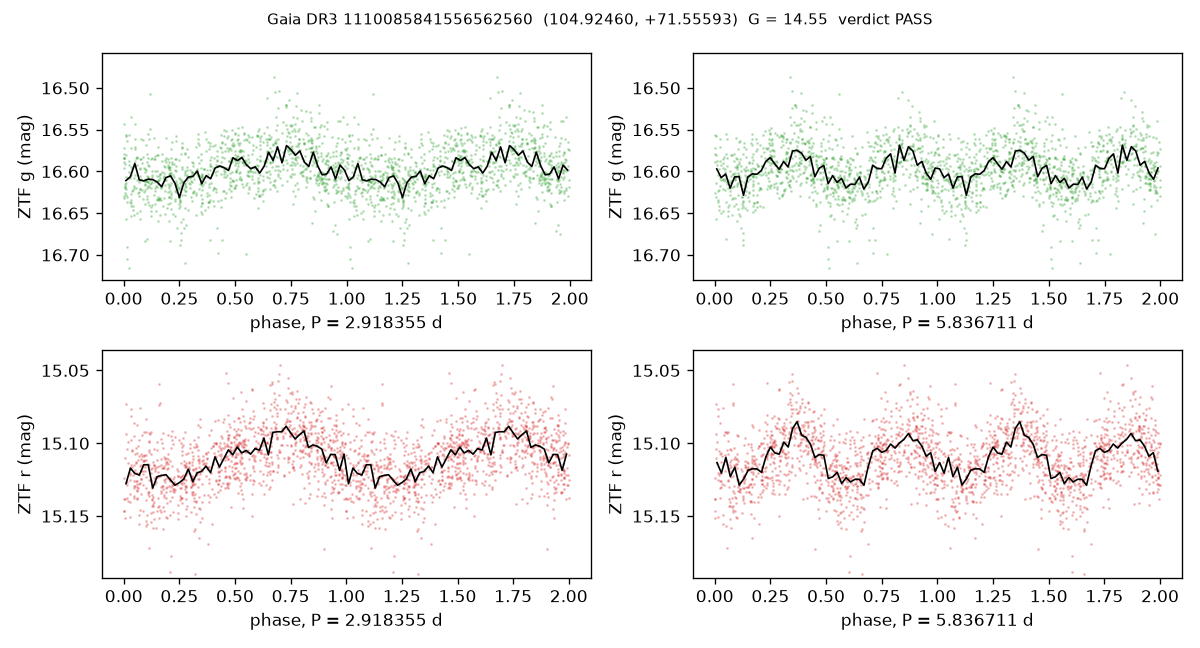 Gaia DR3 1110085841556562560 (104.92460, +71.55593) G = 14.55 verdict PASS
ZTF g (mag)
16.50
16.55
16.60
16.65
16.70
0.00 0.25 0.50 0.75 1.00 1.25 1.50 1.75 2.00
phase, P = 2.918355 d
ZTF g (mag)
16.50
16.55
16.60
16.65
16.70
0.00 0.25 0.50 0.75 1.00 1.25 1.50 1.75 2.00
phase, P = 5.836711 d
ZTF r (mag)
15.05
15.10
15.15
0.00 0.25 0.50 0.75 1.00 1.25 1.50 1.75 2.00
phase, P = 2.918355 d
ZTF r (mag)
15.05
15.10
15.15
0.00 0.25 0.50 0.75 1.00 1.25 1.50 1.75 2.00
phase, P = 5.836711 d